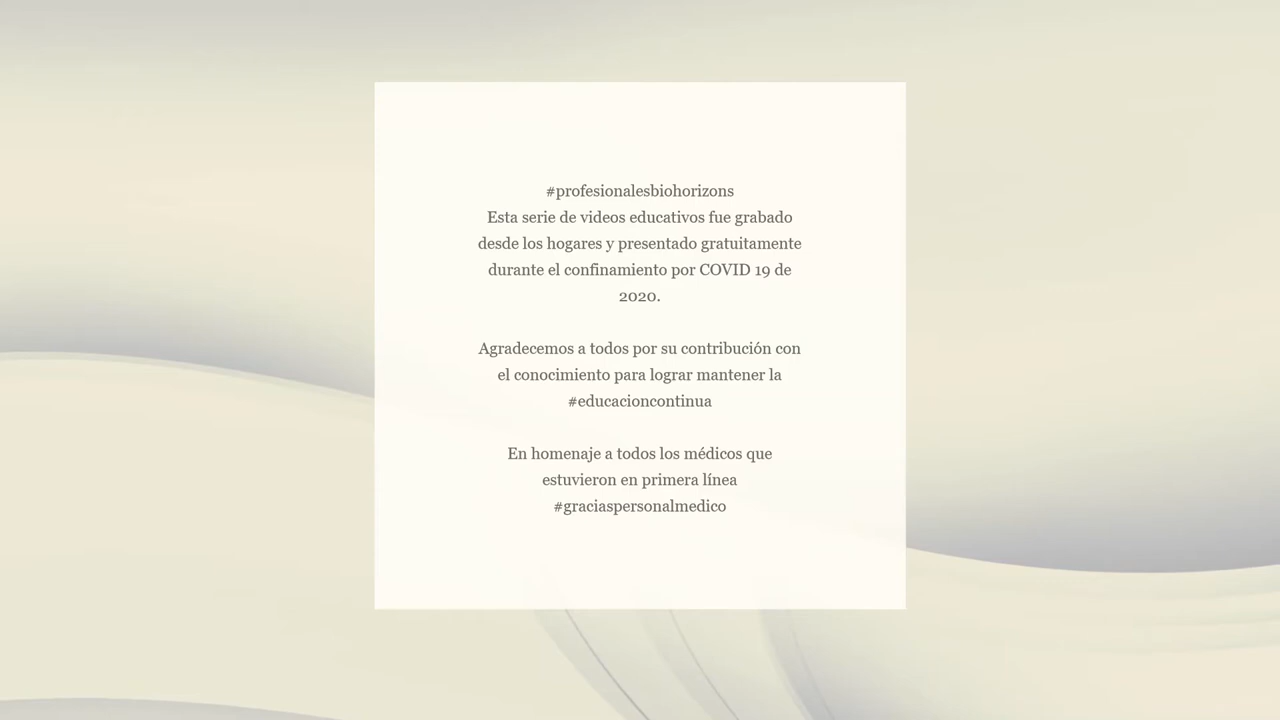 #profesionalesbiohorizons
Esta serie de videos educativos fue grabado
desde los hogares y presentado gratuitamente
durante el confinamiento por COVID 19 de
2020.
Agradecemos a todos por su contribución con
el conocimiento para lograr mantener la
#educacioncontinua
En homenaje a todos los médicos que
estuvieron en primera línea
#graciaspersonalmedico